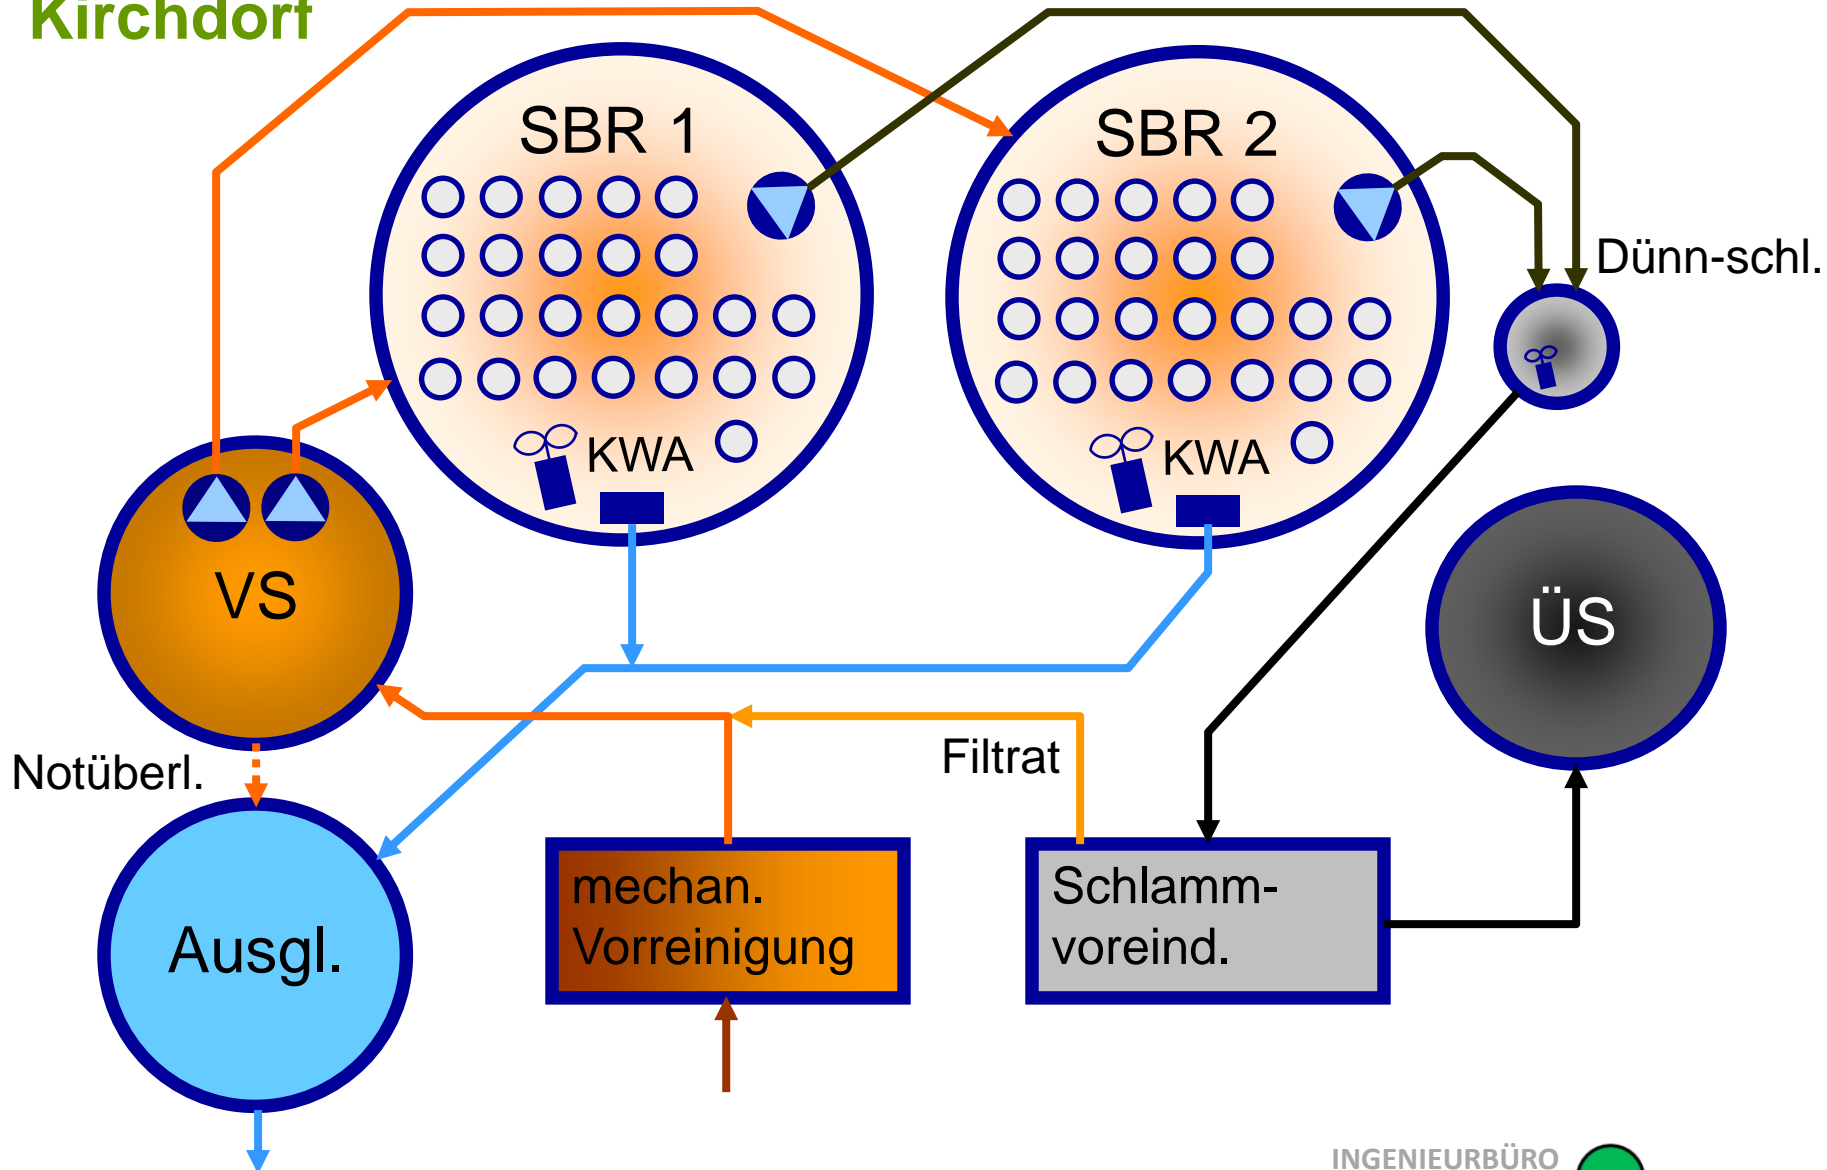 Kirchdorf
SBR 1
SBR 2
Dünn-schl.
KWA
KWA
VS
ÜS
Notüberl.
Filtrat
mechan.
Vorreinigung
Schlamm-
voreind.
Ausgl.
INGENIEURBÜRO